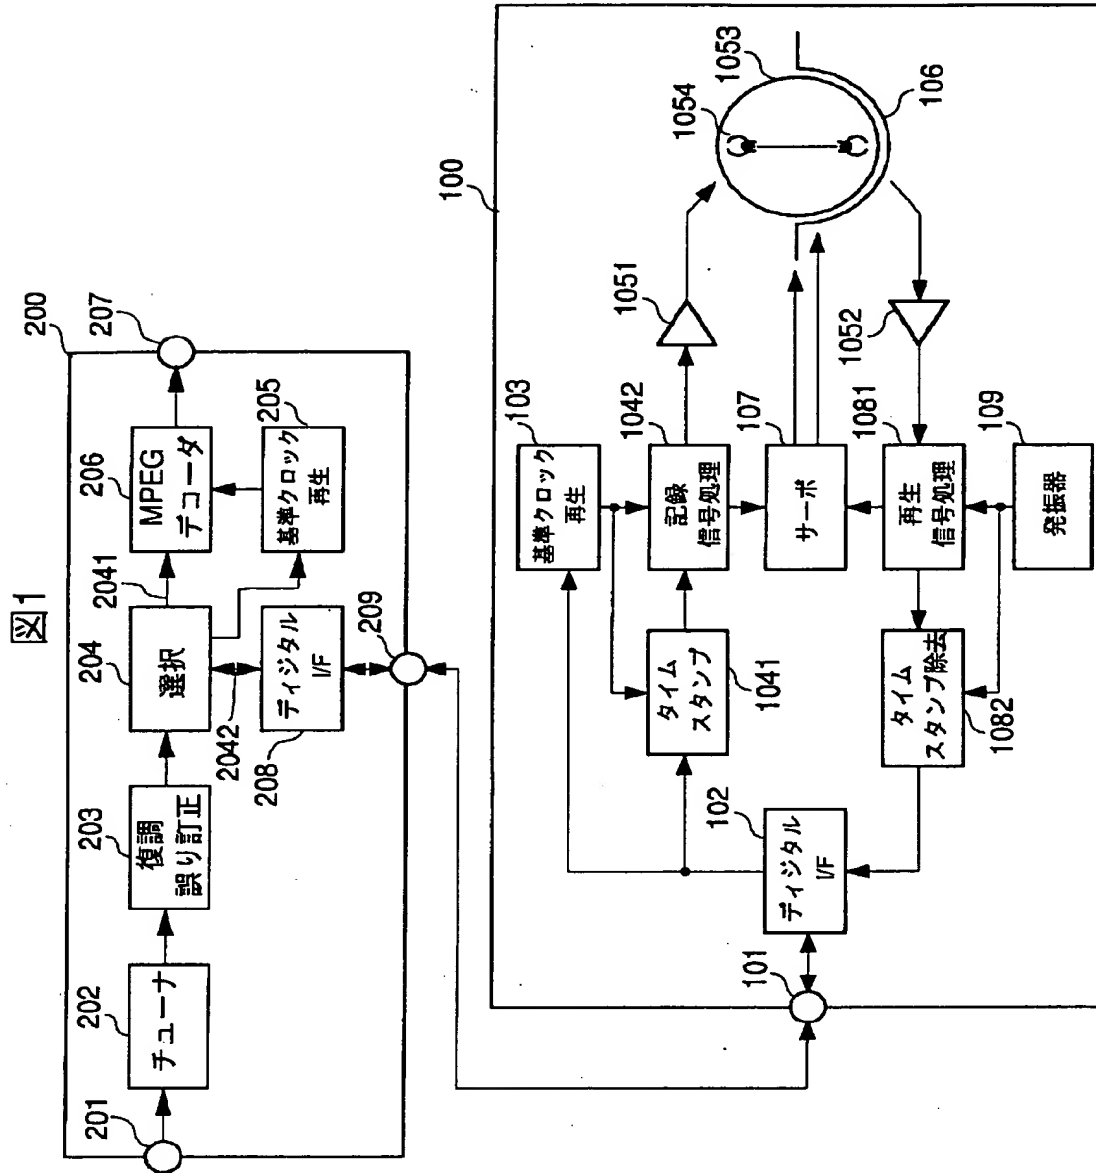 図1
200
201
チューナ
202
復調
誤り訂正
203
選択
204
2041
2042
MPEG
デコーダ
206
基準クロック
再生
205
207
ディジタル
I/F
208
209
100
101
ディジタル
I/F
102
基準クロック
再生
103
タイム
スタンプ
1041
記録
信号処理
1042
1051
1053
1054
106
サーボ
107
1052
再生
信号処理
1081
タイム
スタンプ除去
1082
発振器
109